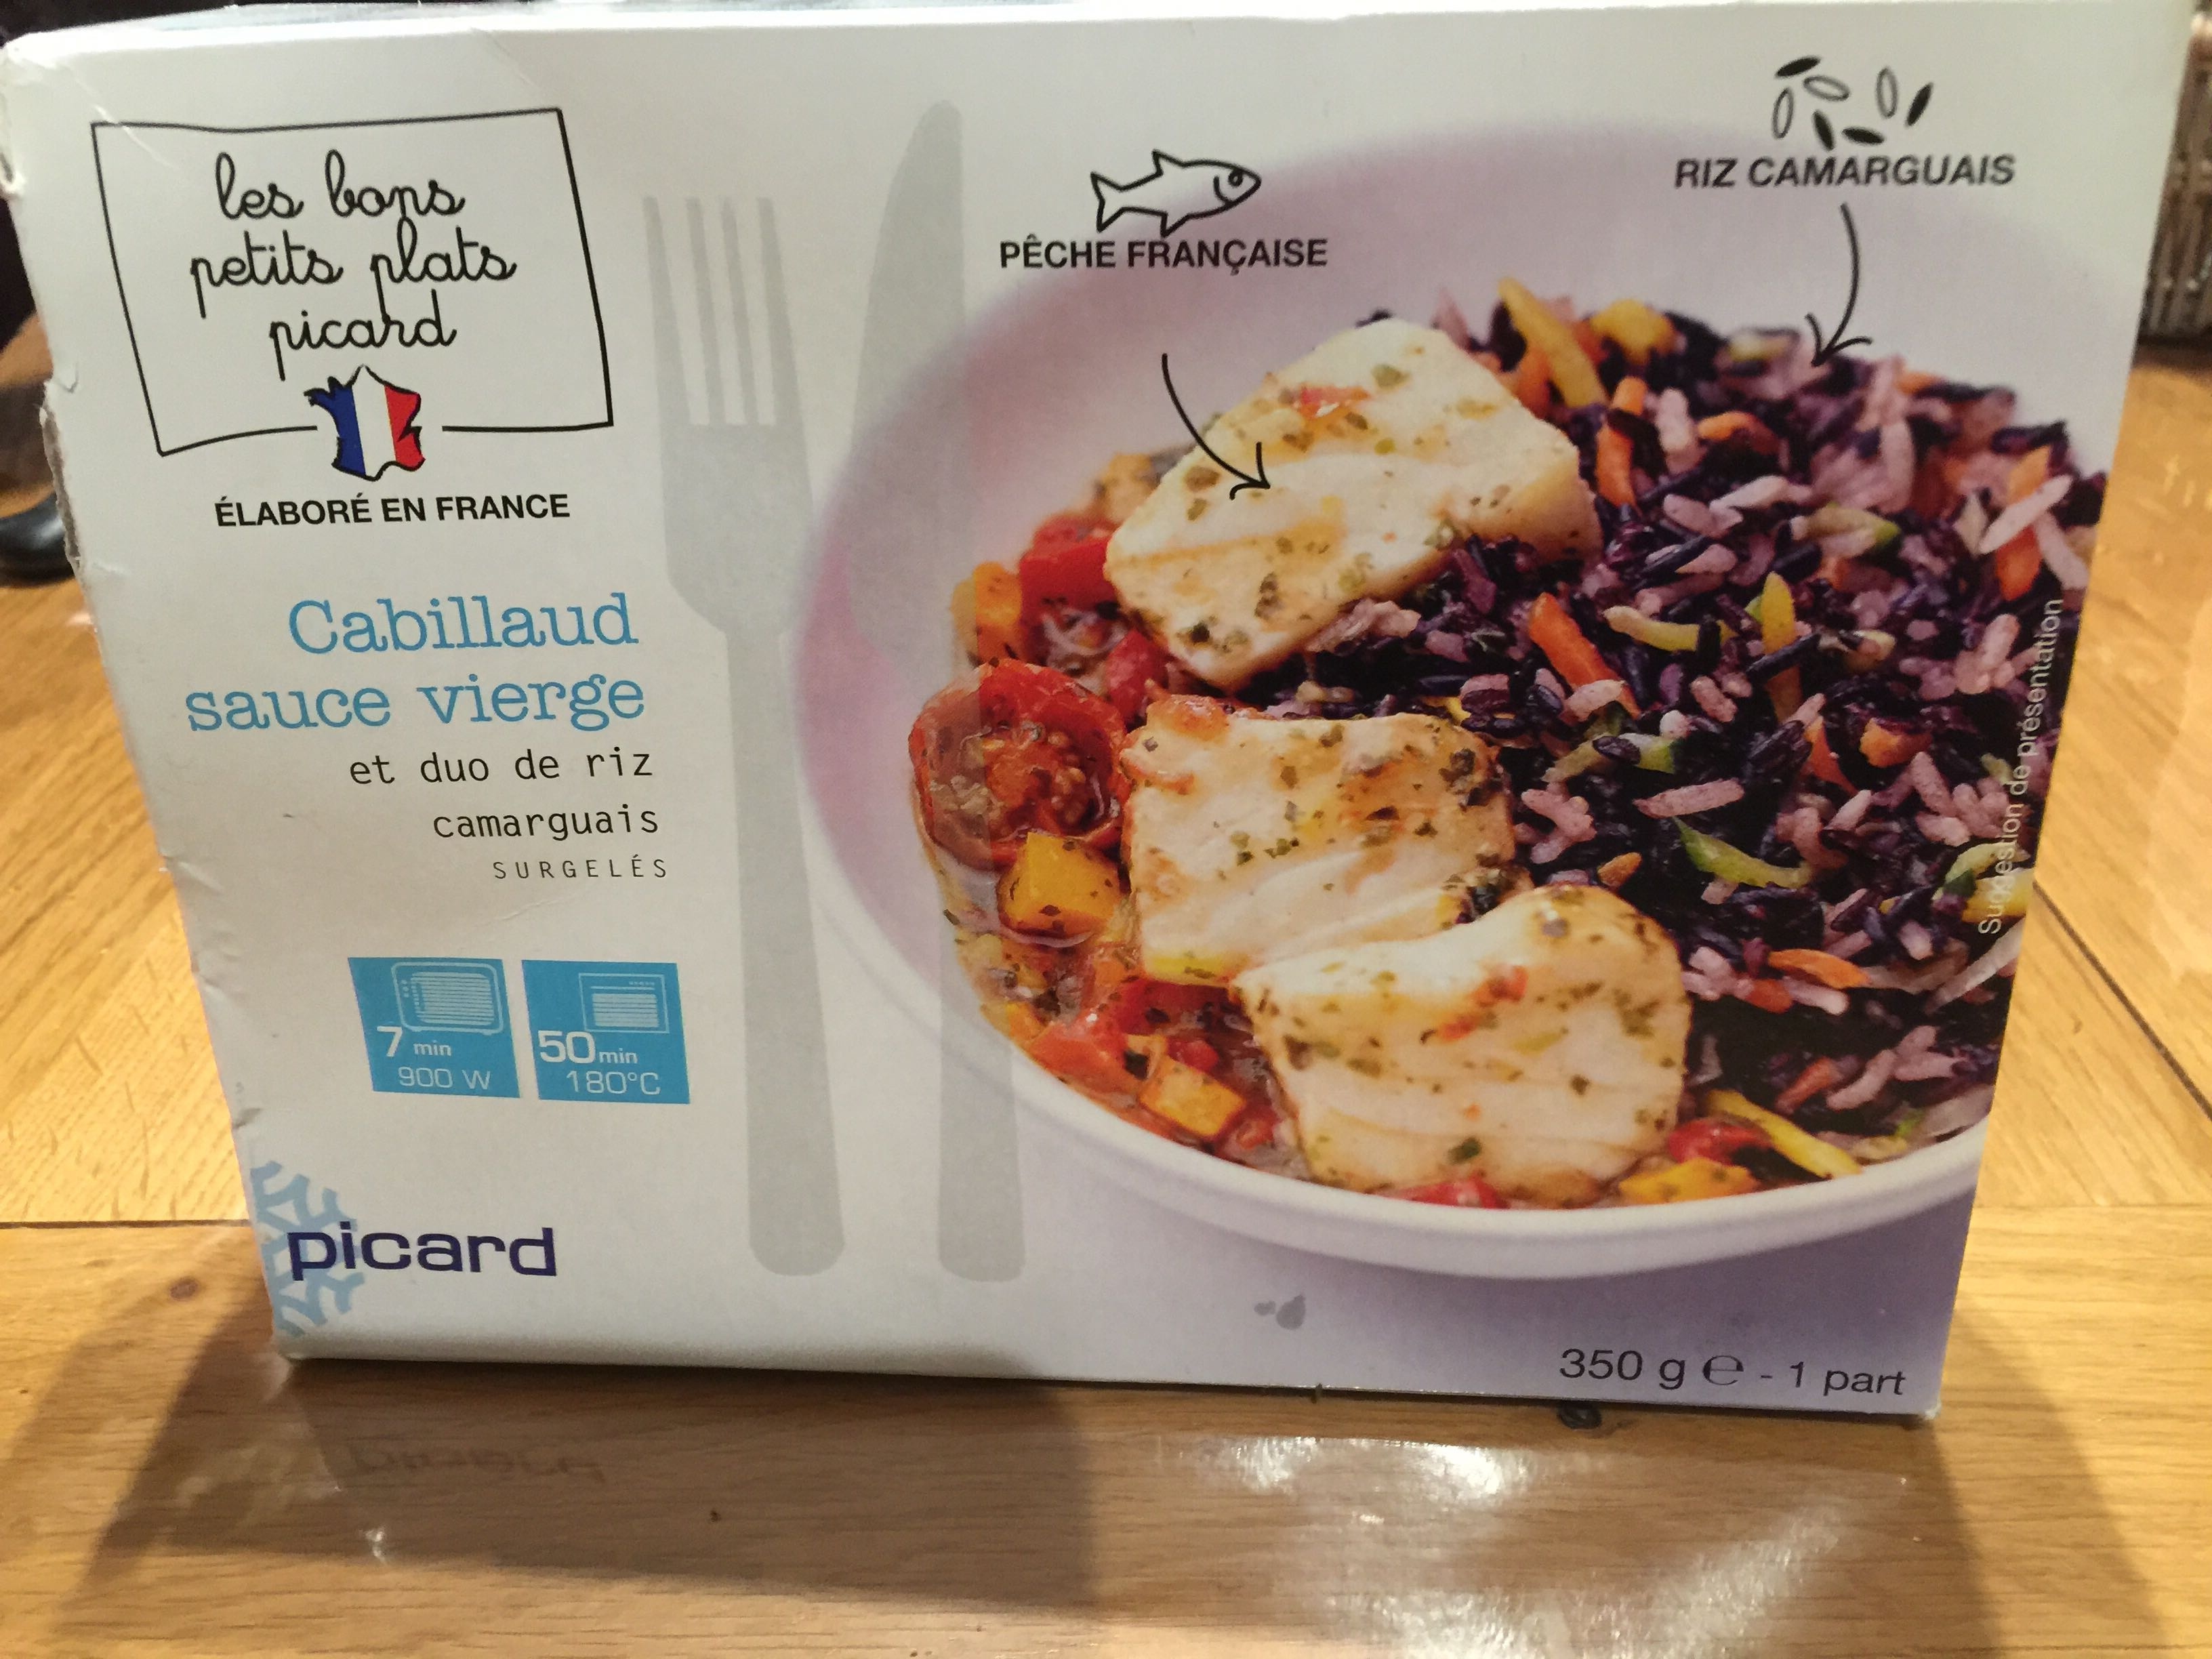 les bons
petits plats
picard
ÉLABORÉ EN FRANCE
PÊCHE FRANÇAISE
RIZ CAMARGUAIS
Cabillaud
sauce vierge
et duo de riz
camarguais
SURGELÉS
7 min
900 W
50 min
180°C
picard
Suggestion de présentation
350 g e - 1 part